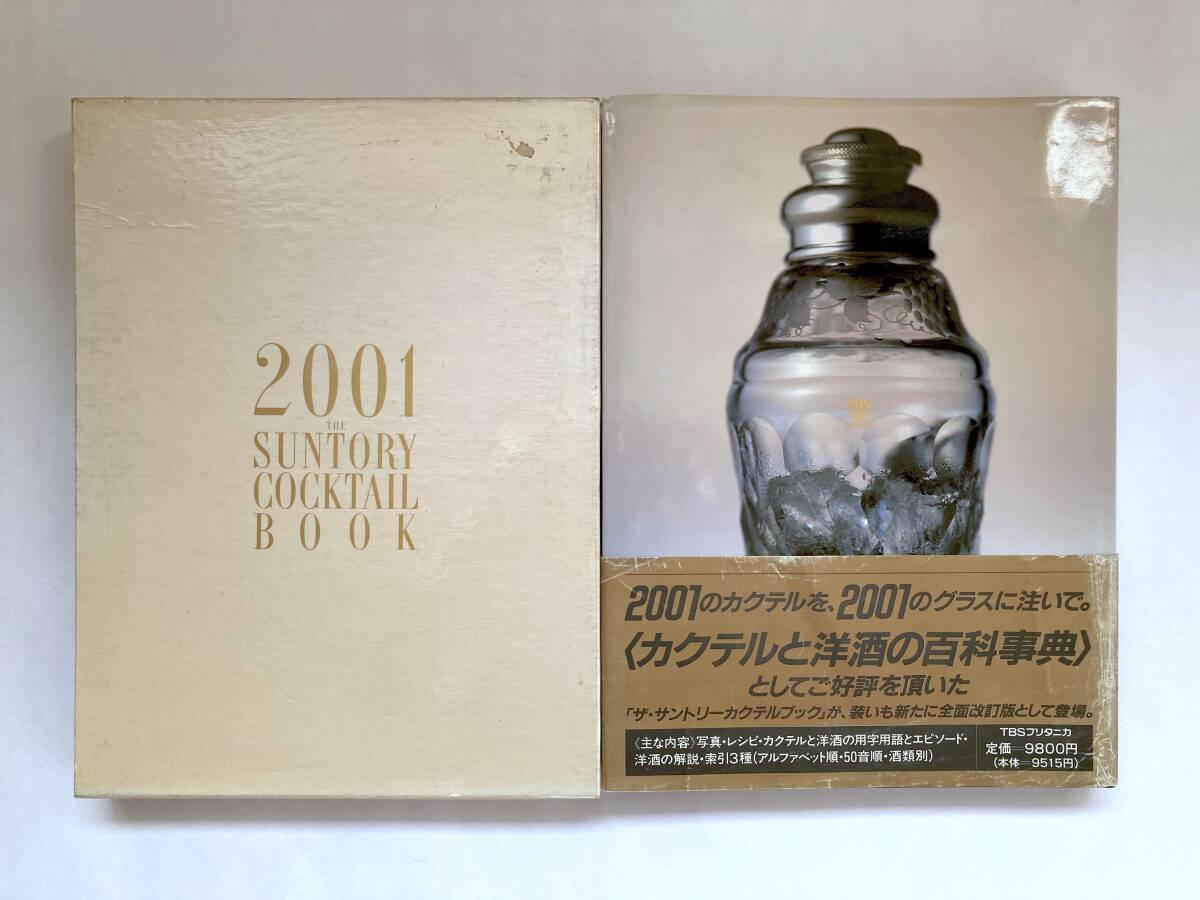 2001
THE
SUNTORY
COCKTAIL
BOOK
2001のカクテルを、2001のグラスに注いで。
〈カクテルと洋酒の百科事典〉
としてご好評を頂いた
「ザ・サントリーカクテルブック」が、装いも新たに全面改訂版として登場。
《主な内容》写真・レシピ・カクテルと洋酒の用字用語とエピソード・
洋酒の解説・索引3種(アルファベット順・50音順・酒類別)
TBSブリタニカ
定価=9800円
(本体=9515円)